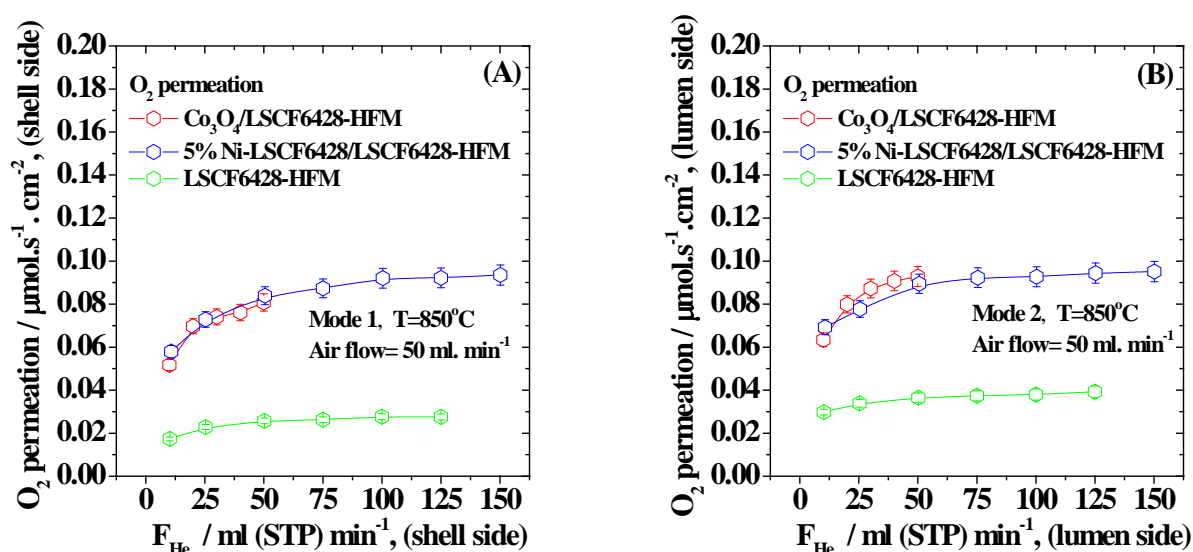 O₂ permeation / μmol.s⁻¹. cm⁻², (shell side)
0.20
0.18
0.16
0.14
0.12
0.10
0.08
0.06
0.04
0.02
0.00
(A)
O₂ permeation
Co₃O₄/LSCF6428-HFM
5% Ni-LSCF6428/LSCF6428-HFM
LSCF6428-HFM
Mode 1, T=850°C
Air flow= 50 ml. min⁻¹
0 25 50 75 100 125 150
F_He / ml (STP) min⁻¹, (shell side)
O₂ permeation / μmol.s⁻¹.cm⁻², (lumen side)
0.20
0.18
0.16
0.14
0.12
0.10
0.08
0.06
0.04
0.02
0.00
(B)
O₂ permeation
Co₃O₄/LSCF6428-HFM
5% Ni-LSCF6428/LSCF6428-HFM
LSCF6428-HFM
Mode 2, T=850°C
Air flow= 50 ml. min⁻¹
0 25 50 75 100 125 150
F_He / ml (STP) min⁻¹, (lumen side)